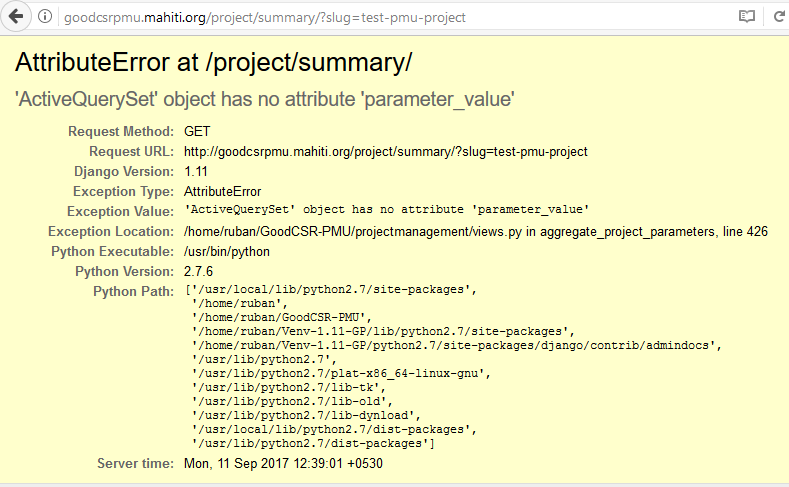 goodcsrpmu.mahiti.org/project/summary/?slug=test-pmu-project
AttributeError at /project/summary/
'ActiveQuerySet' object has no attribute 'parameter_value'
Request Method: GET
Request URL: http://goodcsrpmu.mahiti.org/project/summary/?slug=test-pmu-project
Django Version: 1.11
Exception Type: AttributeError
Exception Value: 'ActiveQuerySet' object has no attribute 'parameter_value'
Exception Location: /home/ruban/GoodCSR-PMU/projectmanagement/views.py in aggregate_project_parameters, line 426
Python Executable: /usr/bin/python
Python Version: 2.7.6
Python Path: ['/usr/local/lib/python2.7/site-packages',
'/home/ruban',
'/home/ruban/GoodCSR-PMU',
'/home/ruban/Venv-1.11-GP/lib/python2.7/site-packages',
'/home/ruban/Venv-1.11-GP/python2.7/site-packages/django/contrib/admindocs',
'/usr/lib/python2.7',
'/usr/lib/python2.7/plat-x86_64-linux-gnu',
'/usr/lib/python2.7/lib-tk',
'/usr/lib/python2.7/lib-old',
'/usr/lib/python2.7/lib-dynload',
'/usr/local/lib/python2.7/dist-packages',
'/usr/lib/python2.7/dist-packages']
Server time: Mon, 11 Sep 2017 12:39:01 +0530